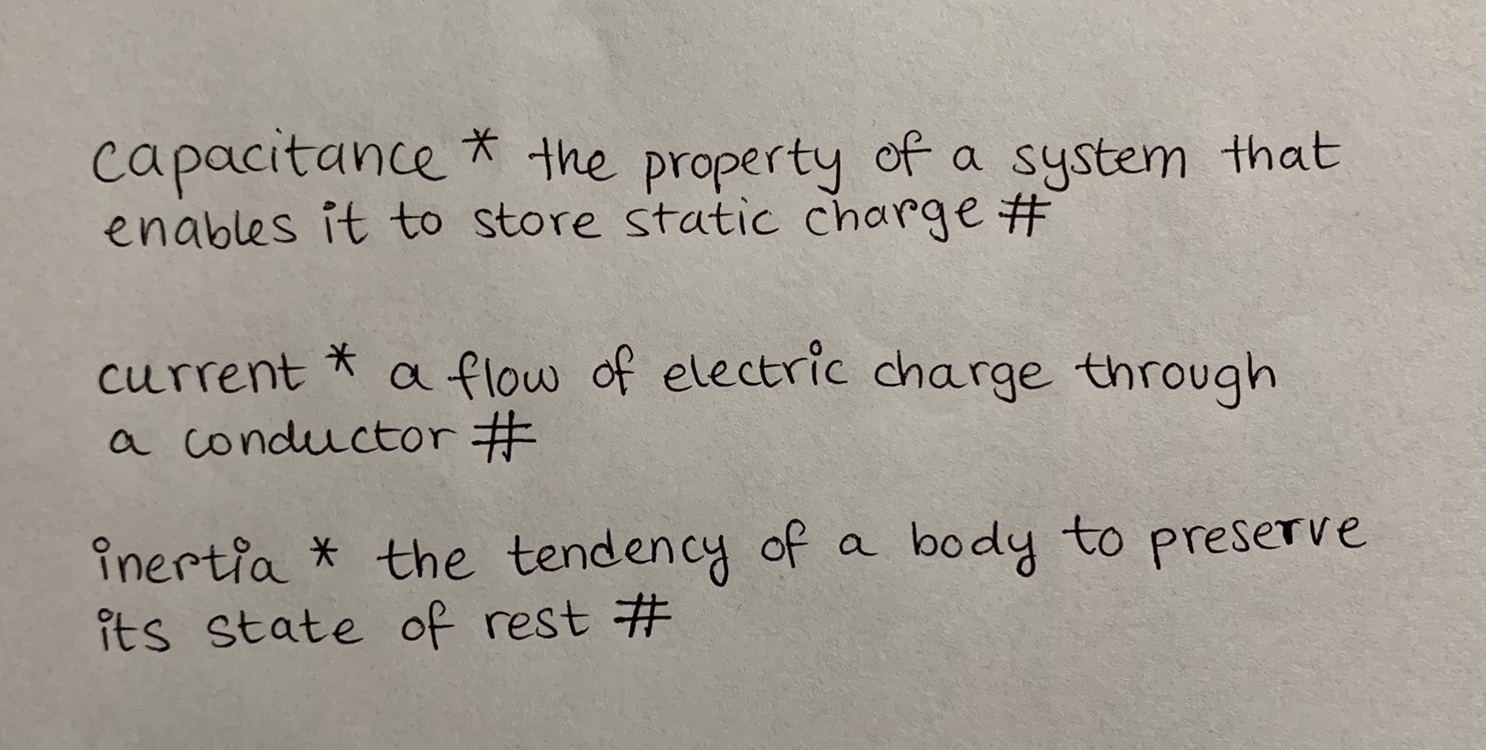 capacitance * the property of a system that
enables it to store static charge #
current * a flow of electric charge through
a conductor #
inertia * the tendency of a body to preserve
its state of rest #